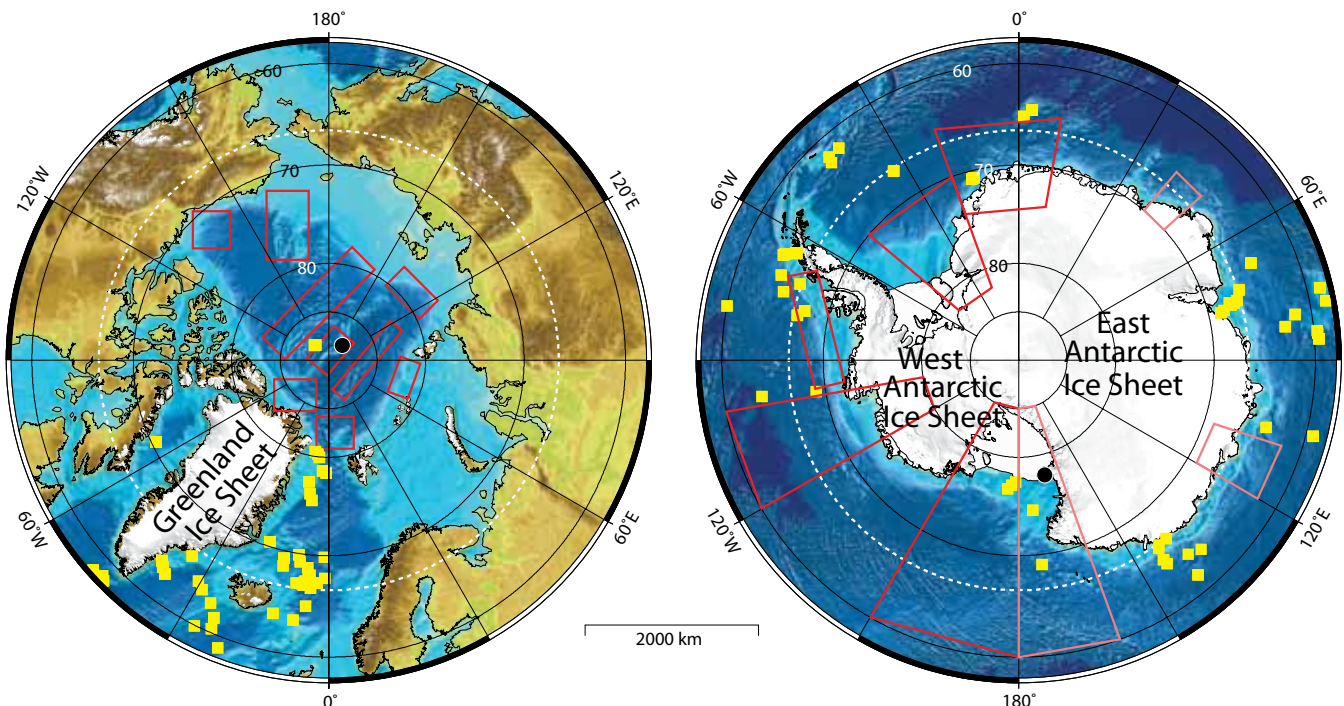 180˚
60
120˚W
120˚E
70
80
Greenland
Ice Sheet
60˚W
60˚E
0˚
2000 km
0˚
60
60˚W
60˚E
70
80
East
Antarctic
Ice Sheet
West
Antarctic
Ice Sheet
120˚W
120˚E
180˚